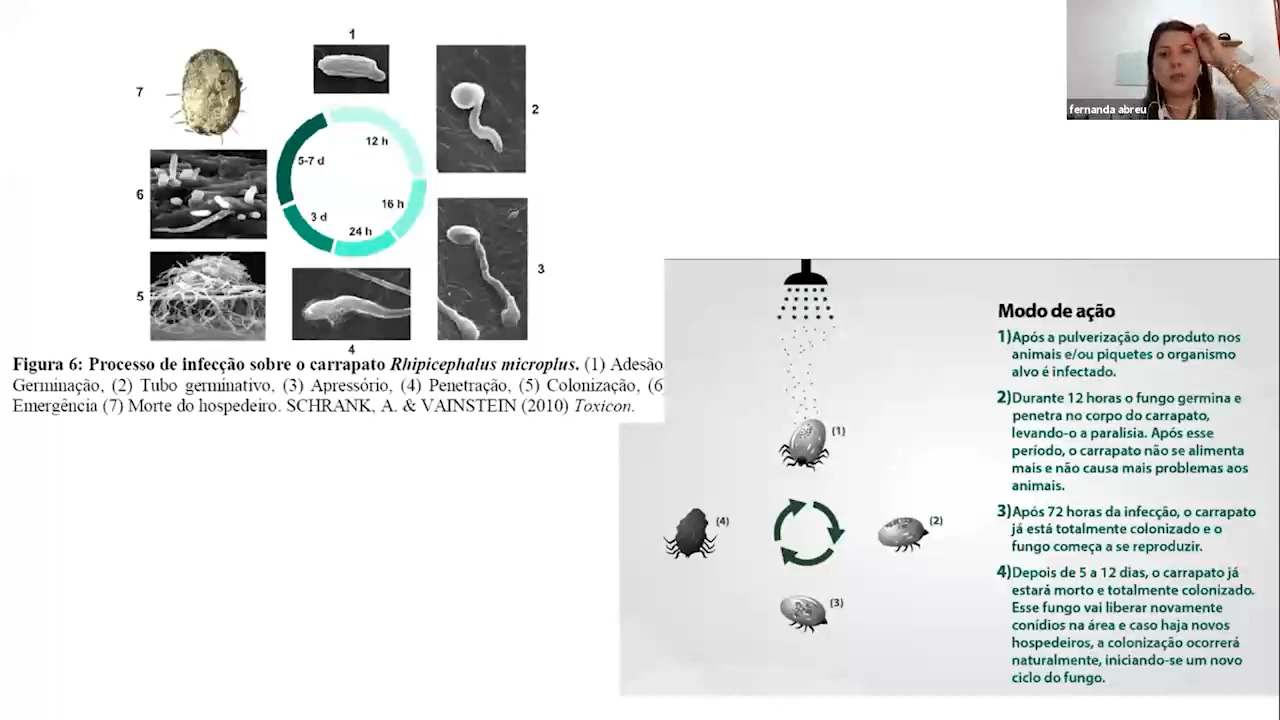 1
7
2
12 h
5-7 d
6
16 h
3 d
24 h
3
5
4
Figura 6: Processo de infecção sobre o carrapato Rhipicephalus microplus. (1) Adesão
Germinação, (2) Tubo germinativo, (3) Apressório, (4) Penetração, (5) Colonização, (6
Emergência (7) Morte do hospedeiro. SCHRANK, A. & VAINSTEIN (2010) Toxicon.
fernanda abreu
(1)
(4)
(2)
(3)
Modo de ação
1)Após a pulverização do produto nos
animais e/ou piquetes o organismo
alvo é infectado.
2)Durante 12 horas o fungo germina e
penetra no corpo do carrapato,
levando-o a paralisia. Após esse
período, o carrapato não se alimenta
mais e não causa mais problemas aos
animais.
3)Após 72 horas da infecção, o carrapato
já está totalmente colonizado e o
fungo começa a se reproduzir.
4)Depois de 5 a 12 dias, o carrapato já
estará morto e totalmente colonizado.
Esse fungo vai liberar novamente
conídios na área e caso haja novos
hospedeiros, a colonização ocorrerá
naturalmente, iniciando-se um novo
ciclo do fungo.